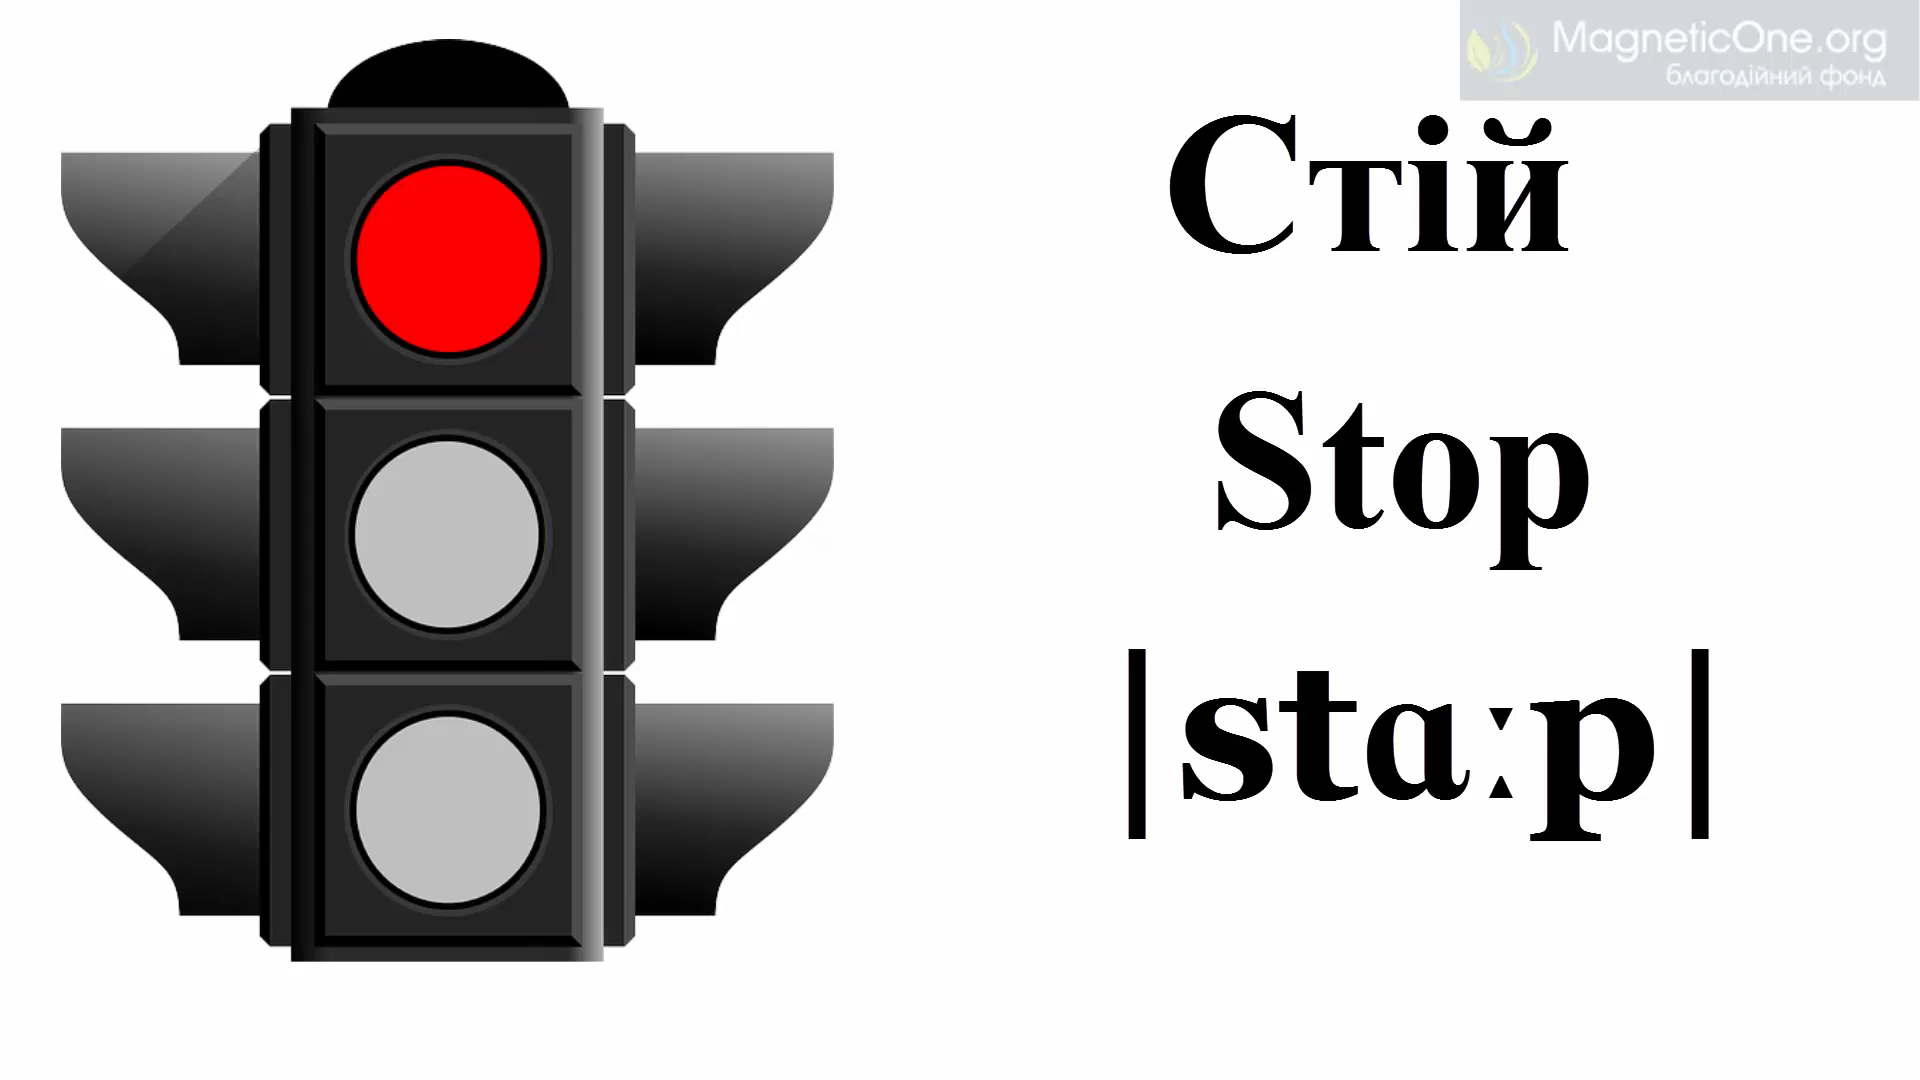 MagneticOne.org
благодійний фонд
Стій
Stop
|stɑːp|